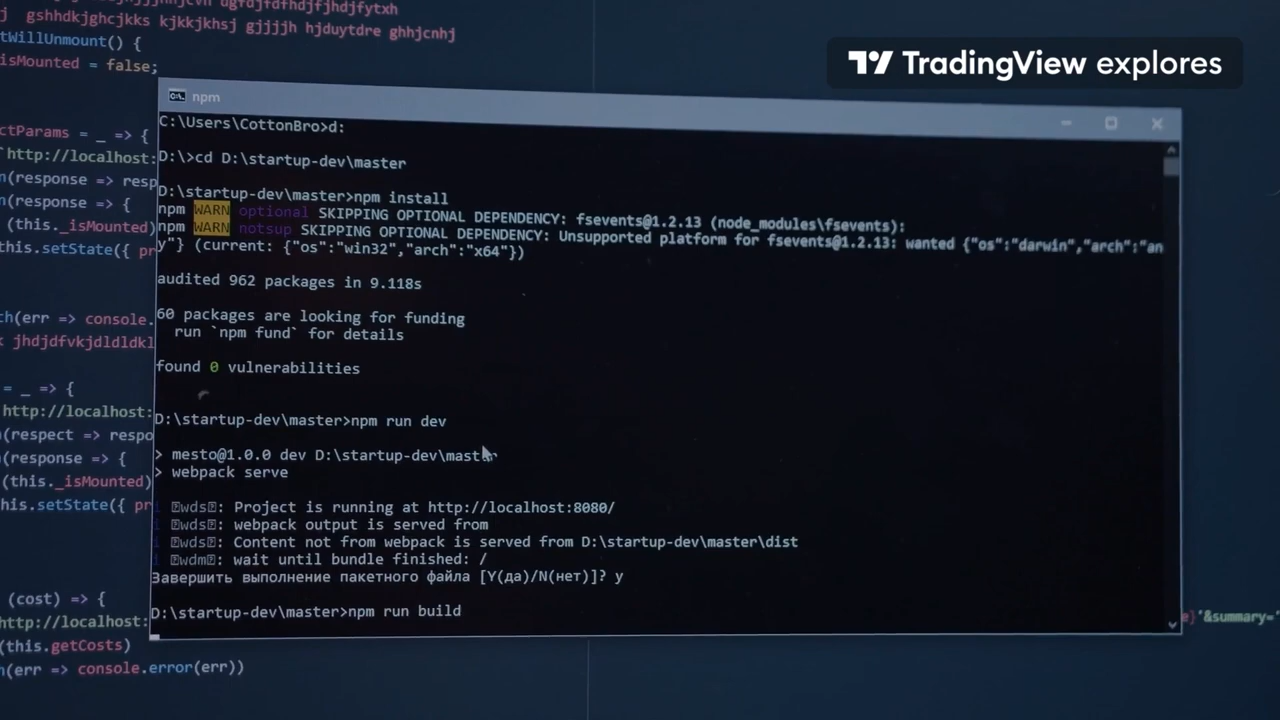 j gshhdkjghcjkks kjkkjkhsj gjjjjh hjduytdre ghhjcnhj
tWillUnmount() {
isMounted = false;
TradingView explores
npm
C:\Users\CottonBro>d:
D:\>cd D:\startup-dev\master
D:\startup-dev\master>npm install
npm WARN optional SKIPPING OPTIONAL DEPENDENCY: fsevents@1.2.13 (node_modules\fsevents):
npm WARN notsup SKIPPING OPTIONAL DEPENDENCY: Unsupported platform for fsevents@1.2.13: wanted {"os":"darwin","arch":"an
y"} (current: {"os":"win32","arch":"x64"})
audited 962 packages in 9.118s
60 packages are looking for funding
run `npm fund` for details
found 0 vulnerabilities
D:\startup-dev\master>npm run dev
> mesto@1.0.0 dev D:\startup-dev\master
> webpack serve
i wds: Project is running at http://localhost:8080/
i wds: webpack output is served from
i wds: Content not from webpack is served from D:\startup-dev\master\dist
i wdm: wait until bundle finished: /
Завершить выполнение пакетного файла [Y(да)/N(нет)]? y
D:\startup-dev\master>npm run build
ctParams = _ => {
`http://localhost:
n(response => resp
n(response => {
(this._isMounted)
this.setState({ pr
ch(err => console.
k jhdjdfvkjdldldkl
= _ => {
http://localhost:
n(respect => respo
n(response => {
(this._isMounted)
his.setState({ pr
(cost) => {
http://localhost:
(this.getCosts)
n(err => console.error(err))
e}`&summary=`